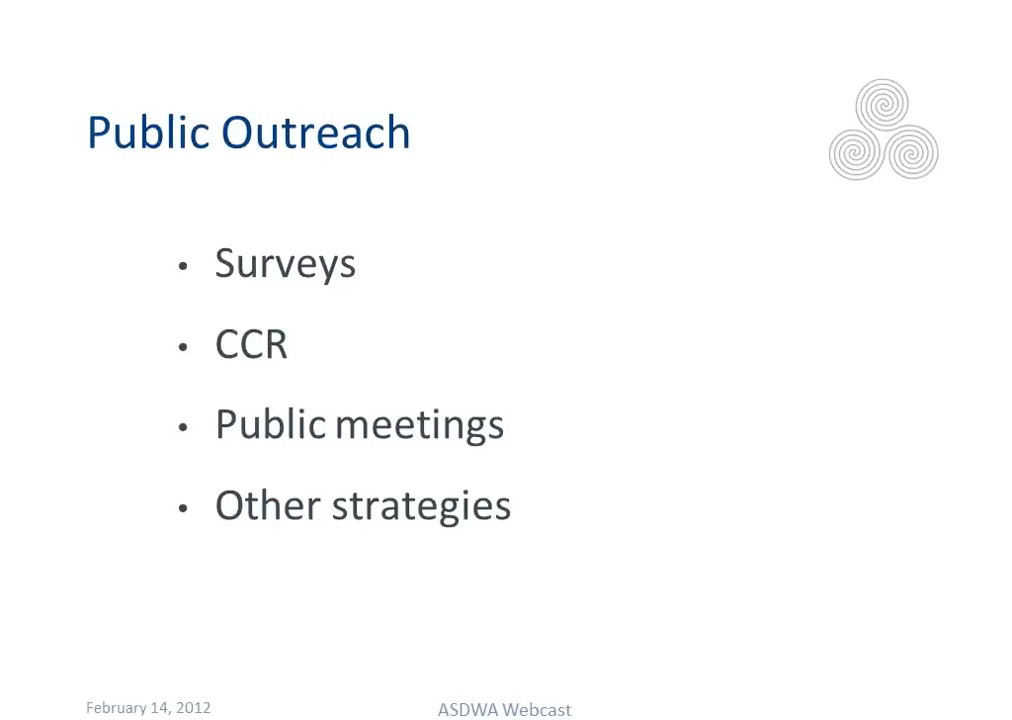 Public Outreach
• Surveys
• CCR
• Public meetings
• Other strategies
February 14, 2012
ASDWA Webcast